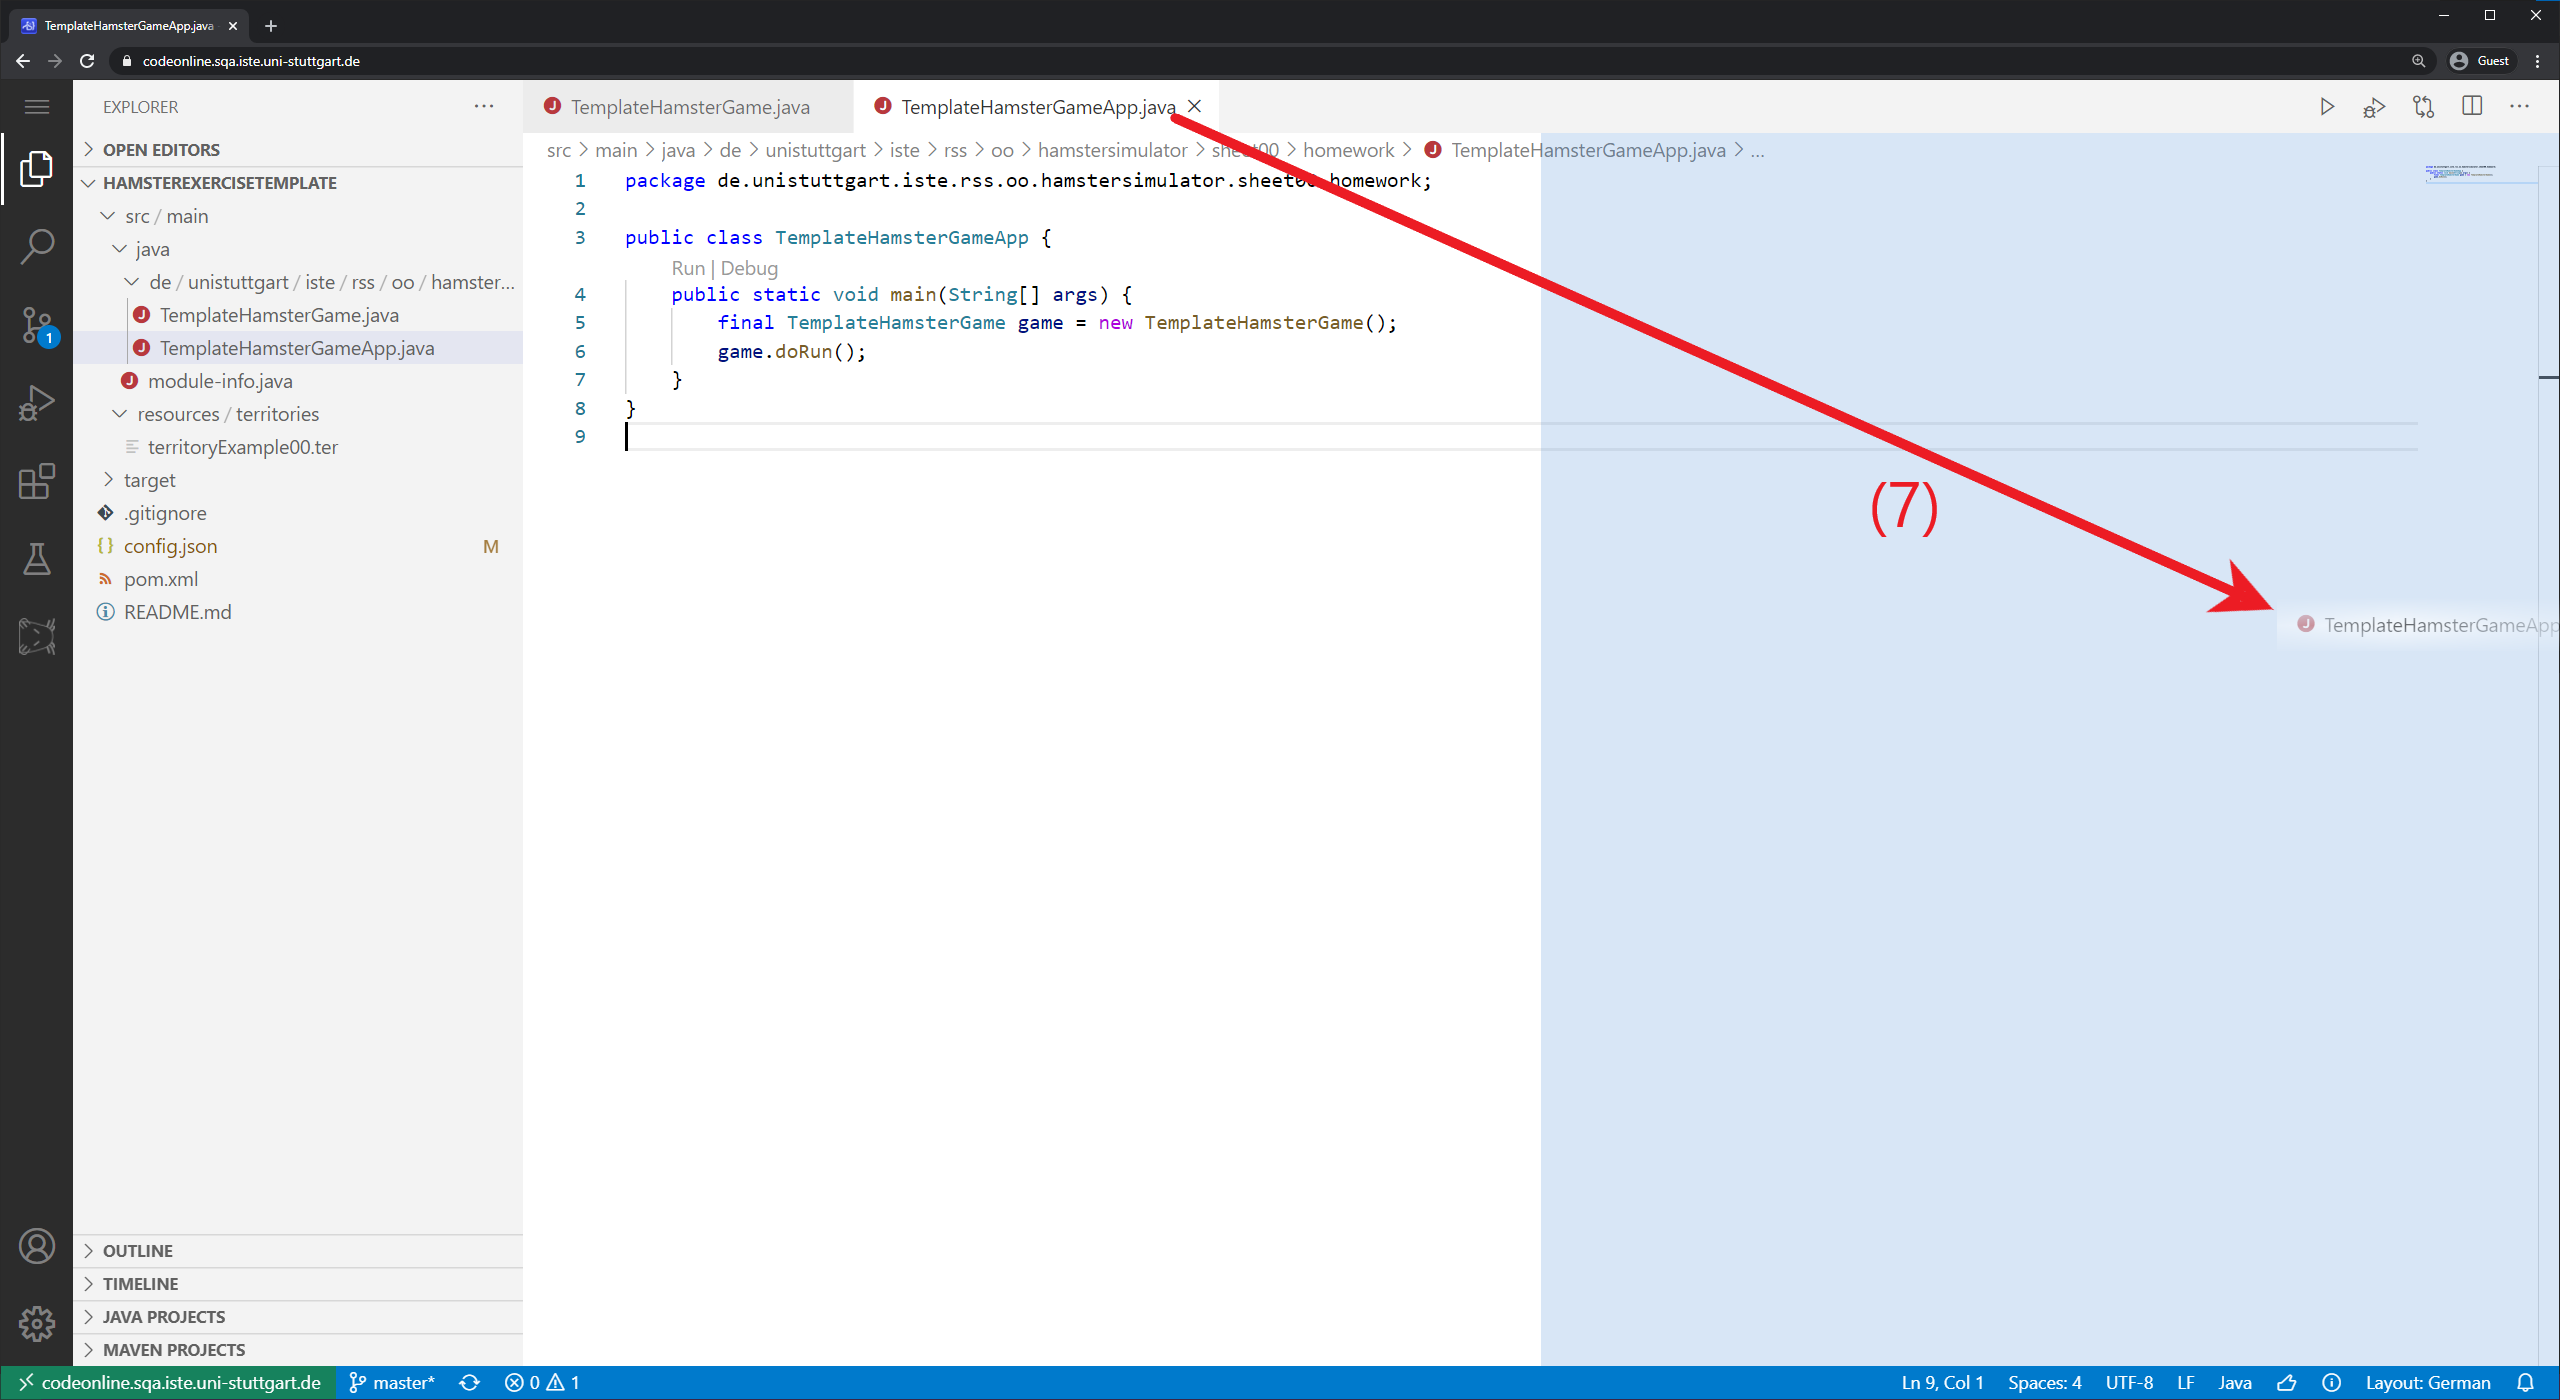 TemplateHamsterGameApp.java
codeonline.sqa.iste.uni-stuttgart.de
Guest
EXPLORER
OPEN EDITORS
HAMSTEREXERCISETEMPLATE
src / main
java
de / unistuttgart / iste / rss / oo / hamster...
TemplateHamsterGame.java
TemplateHamsterGameApp.java
module-info.java
resources / territories
territoryExample00.ter
target
.gitignore
config.json M
pom.xml
README.md
1
OUTLINE
TIMELINE
JAVA PROJECTS
MAVEN PROJECTS
TemplateHamsterGame.java
TemplateHamsterGameApp.java
src > main > java > de > unistuttgart > iste > rss > oo > hamstersimulator > sheet00 > homework > TemplateHamsterGameApp.java > ...
1 package de.unistuttgart.iste.rss.oo.hamstersimulator.sheet00.homework;
2
3 public class TemplateHamsterGameApp {
Run | Debug
4 public static void main(String[] args) {
5 final TemplateHamsterGame game = new TemplateHamsterGame();
6 game.doRun();
7 }
8 }
9
(7)
TemplateHamsterGameApp
codeonline.sqa.iste.uni-stuttgart.de master* 0 1
Ln 9, Col 1 Spaces: 4 UTF-8 LF Java Layout: German